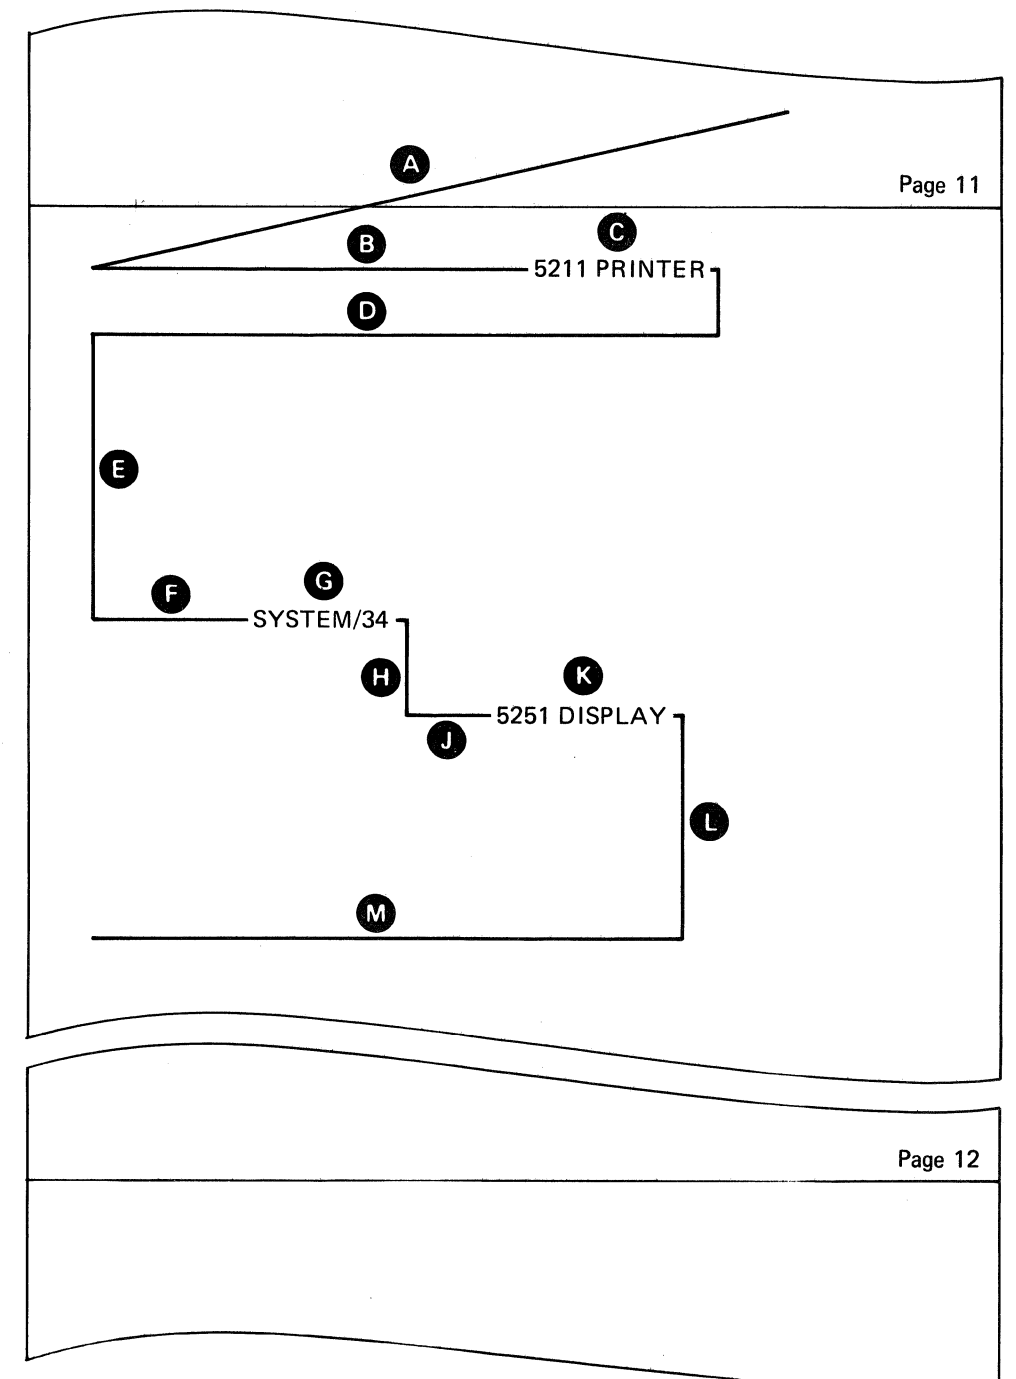 A
Page 11
B
C
5211 PRINTER
D
E
F
G
SYSTEM/34
H
K
5251 DISPLAY
J
L
M
Page 12